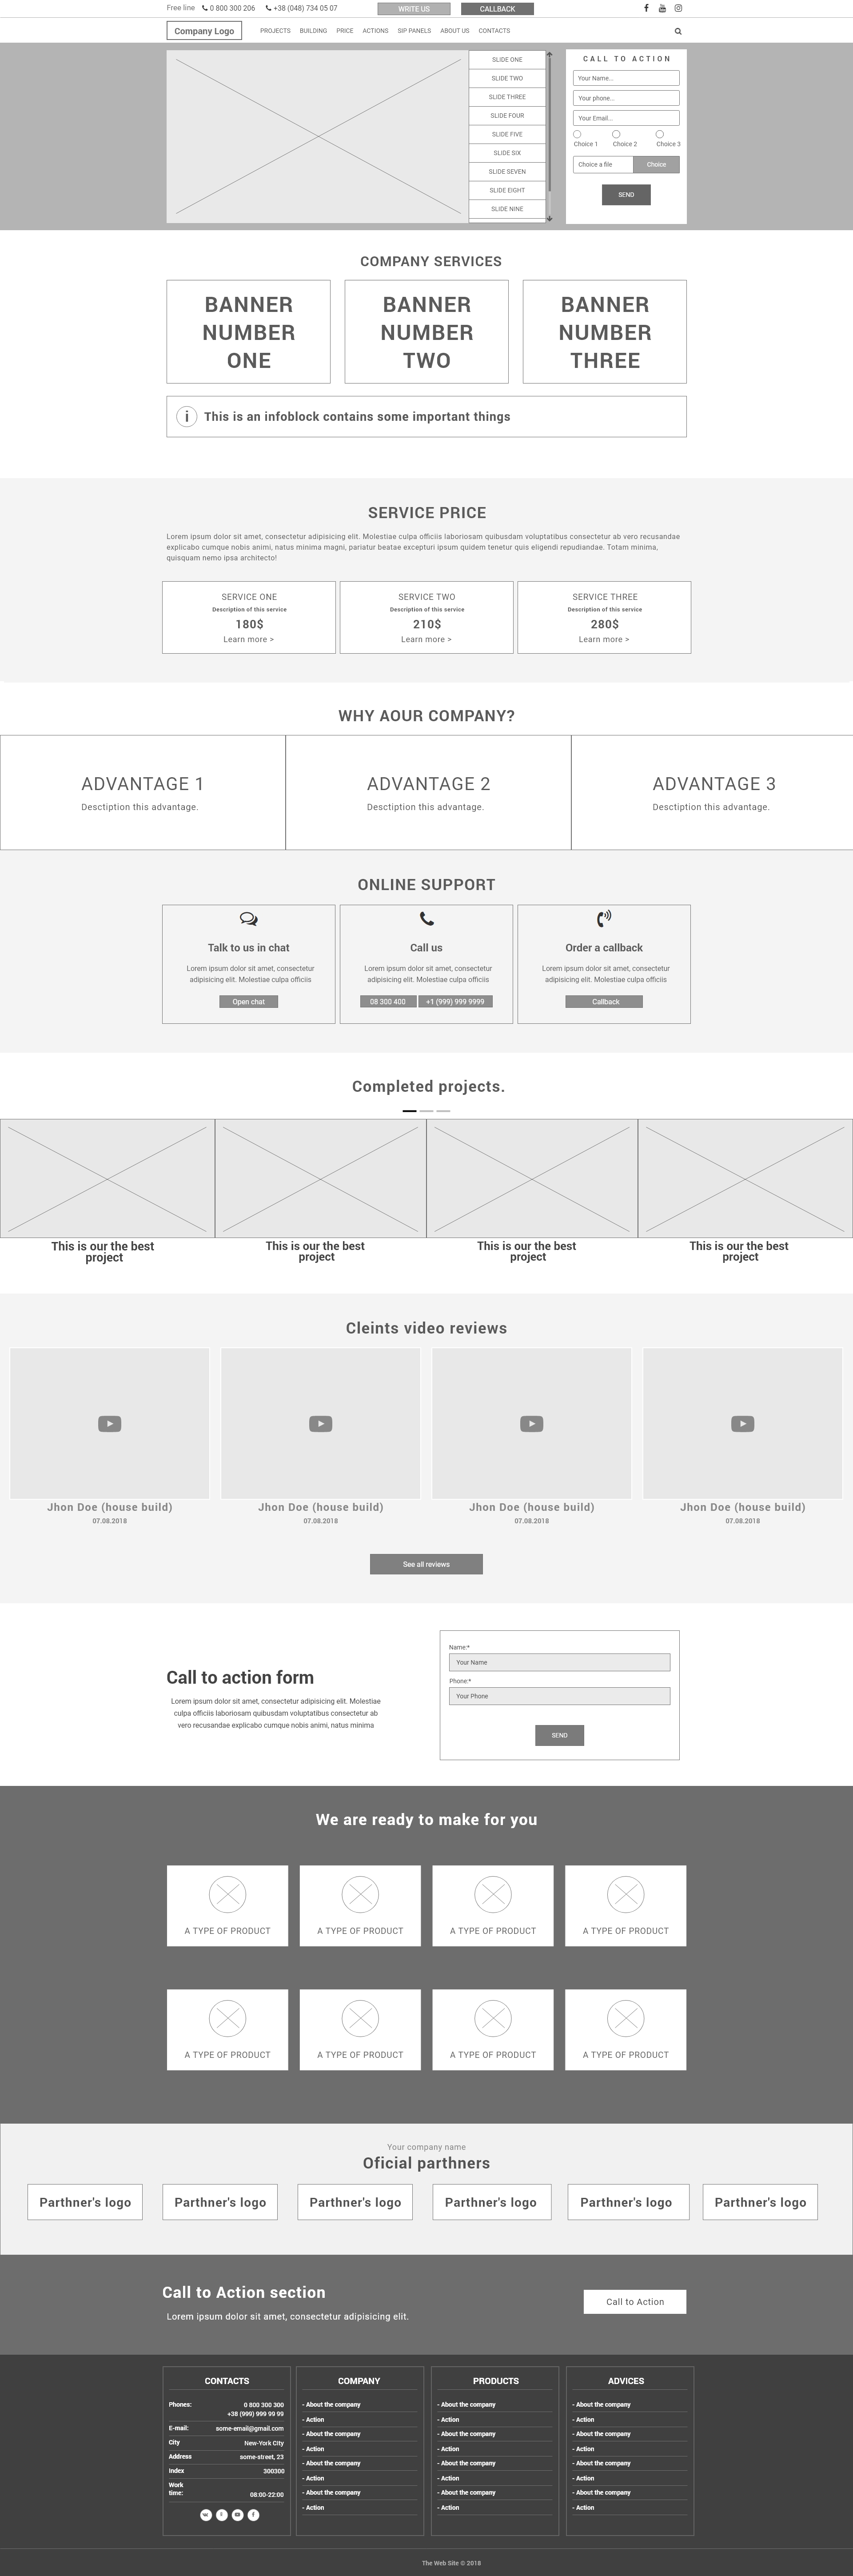 Free line 0 800 300 206 +38 (048) 734 05 07 WRITE US CALLBACK
Company Logo PROJECTS BUILDING PRICE ACTIONS SIP PANELS ABOUT US CONTACTS
SLIDE ONE
SLIDE TWO
SLIDE THREE
SLIDE FOUR
SLIDE FIVE
SLIDE SIX
SLIDE SEVEN
SLIDE EIGHT
SLIDE NINE
CALL TO ACTION
Your Name...
Your phone...
Your Email...
Choice 1 Choice 2 Choice 3
Choice a file Choice
SEND
COMPANY SERVICES
BANNER
NUMBER
ONE
BANNER
NUMBER
TWO
BANNER
NUMBER
THREE
i This is an infoblock contains some important things
SERVICE PRICE
Lorem ipsum dolor sit amet, consectetur adipisicing elit. Molestiae culpa officiis laboriosam quibusdam voluptatibus consectetur ab vero recusandae
explicabo cumque nobis animi, natus minima magni, pariatur beatae excepturi ipsum quidem tenetur quis eligendi repudiandae. Totam minima,
quisquam nemo ipsa architecto!
SERVICE ONE
Description of this service
180$
Learn more >
SERVICE TWO
Description of this service
210$
Learn more >
SERVICE THREE
Description of this service
280$
Learn more >
WHY AOUR COMPANY?
ADVANTAGE 1
Desctiption this advantage.
ADVANTAGE 2
Desctiption this advantage.
ADVANTAGE 3
Desctiption this advantage.
ONLINE SUPPORT
Talk to us in chat
Lorem ipsum dolor sit amet, consectetur
adipisicing elit. Molestiae culpa officiis
Open chat
Call us
Lorem ipsum dolor sit amet, consectetur
adipisicing elit. Molestiae culpa officiis
08 300 400 +1 (999) 999 9999
Order a callback
Lorem ipsum dolor sit amet, consectetur
adipisicing elit. Molestiae culpa officiis
Callback
Completed projects.
This is our the best
project
This is our the best
project
This is our the best
project
This is our the best
project
Cleints video reviews
Jhon Doe (house build)
07.08.2018
Jhon Doe (house build)
07.08.2018
Jhon Doe (house build)
07.08.2018
Jhon Doe (house build)
07.08.2018
See all reviews
Call to action form
Lorem ipsum dolor sit amet, consectetur adipisicing elit. Molestiae
culpa officiis laboriosam quibusdam voluptatibus consectetur ab
vero recusandae explicabo cumque nobis animi, natus minima
Name:*
Your Name
Phone:*
Your Phone
SEND
We are ready to make for you
A TYPE OF PRODUCT A TYPE OF PRODUCT A TYPE OF PRODUCT A TYPE OF PRODUCT
A TYPE OF PRODUCT A TYPE OF PRODUCT A TYPE OF PRODUCT A TYPE OF PRODUCT
Your company name
Oficial parthners
Parthner's logo Parthner's logo Parthner's logo Parthner's logo Parthner's logo Parthner's logo
Call to Action section
Lorem ipsum dolor sit amet, consectetur adipisicing elit.
Call to Action
CONTACTS
Phones: 0 800 300 300
+38 (999) 999 99 99
E-mail: some-email@gmail.com
City New-York City
Address some-street, 23
Index 300300
Work
time: 08:00-22:00
COMPANY
- About the company
- Action
- About the company
- Action
- About the company
- Action
- About the company
- Action
PRODUCTS
- About the company
- Action
- About the company
- Action
- About the company
- Action
- About the company
- Action
ADVICES
- About the company
- Action
- About the company
- Action
- About the company
- Action
- About the company
- Action
The Web Site © 2018